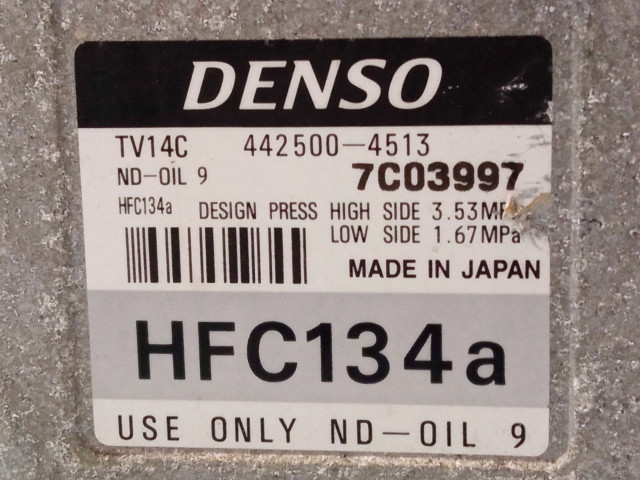 DENSO
TV14C 442500-4513
ND-OIL 9 7C03997
HFC134a DESIGN PRESS HIGH SIDE 3.53MPa
LOW SIDE 1.67MPa
MADE IN JAPAN
HFC134a
USE ONLY ND-OIL 9